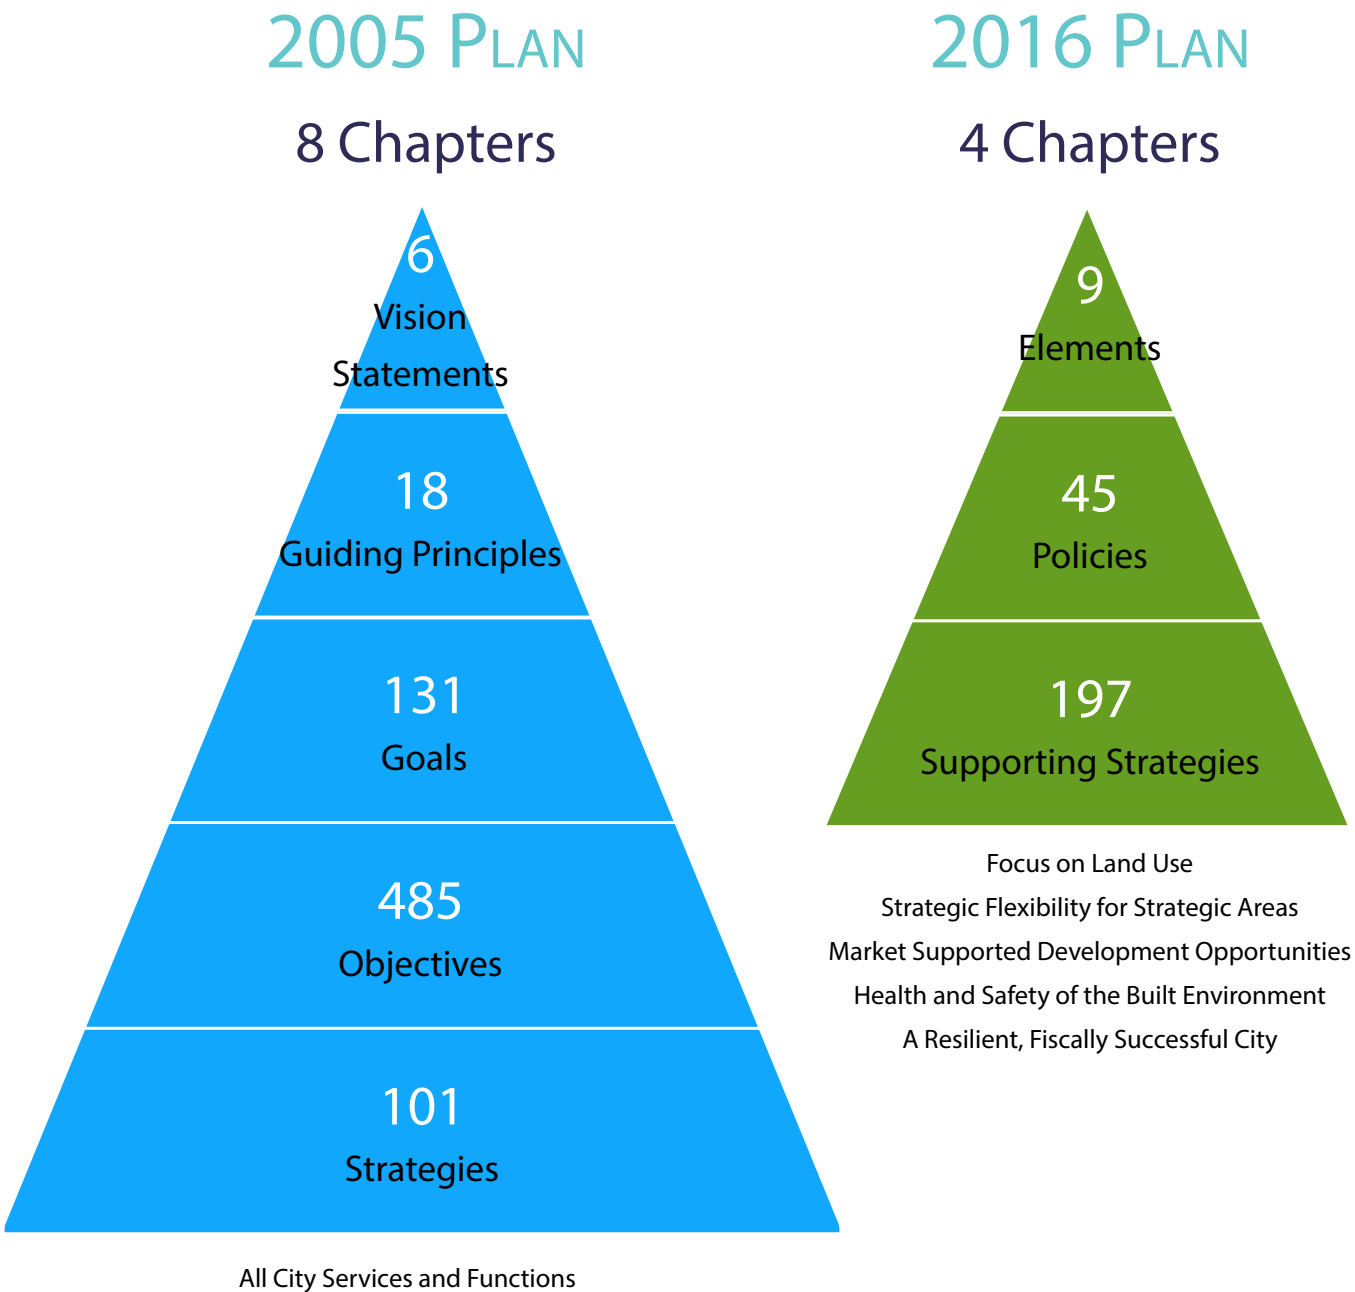 2005 PLAN
8 Chapters
6
Vision
Statements
18
Guiding Principles
131
Goals
485
Objectives
101
Strategies
All City Services and Functions
2016 PLAN
4 Chapters
9
Elements
45
Policies
197
Supporting Strategies
Focus on Land Use
Strategic Flexibility for Strategic Areas
Market Supported Development Opportunities
Health and Safety of the Built Environment
A Resilient, Fiscally Successful City